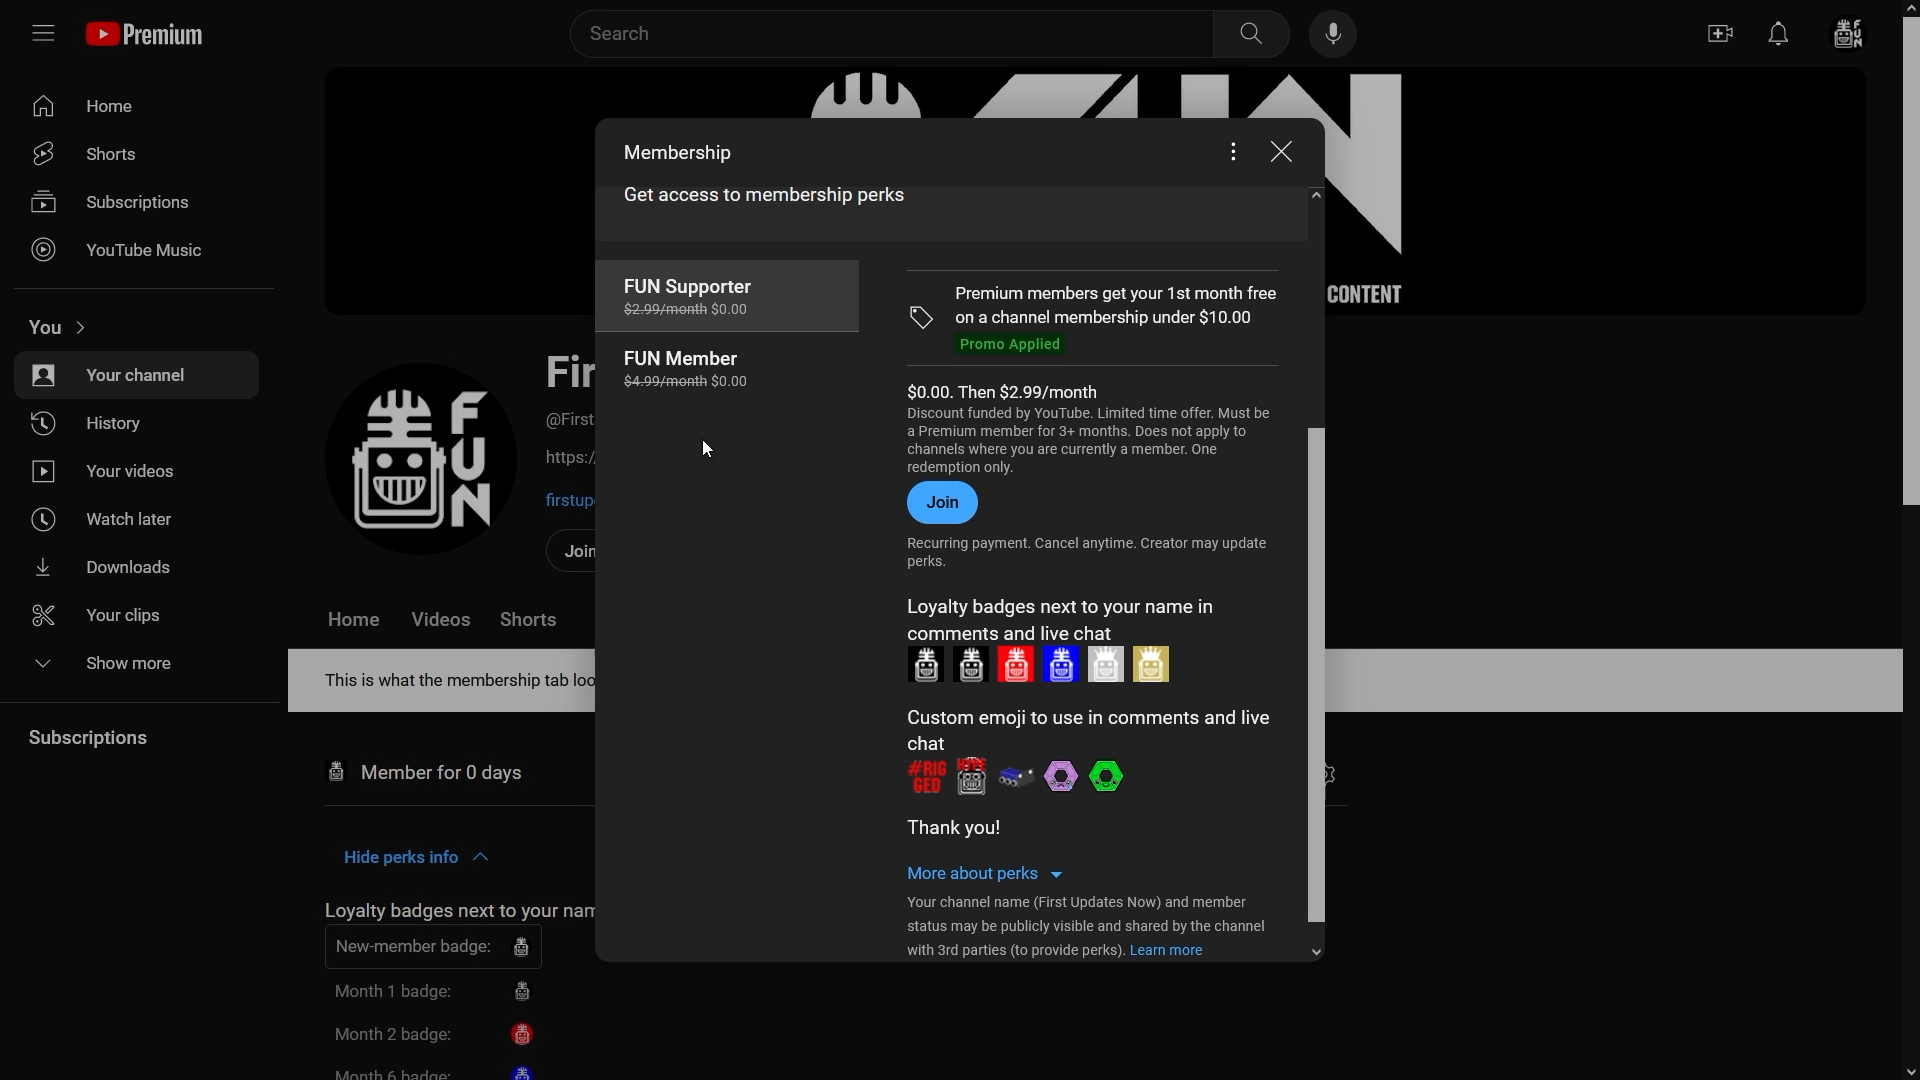 Premium
Search
FUN
Home
Shorts
Subscriptions
YouTube Music
You
Your channel
History
Your videos
Watch later
Downloads
Your clips
Show more
Subscriptions
CONTENT
FUN
Fir
@First
https:/
firstup
Join
Home Videos Shorts
This is what the membership tab loo
Member for 0 days
Hide perks info
Loyalty badges next to your nam
New-member badge:
Month 1 badge:
Month 2 badge:
Month 6 badge:
Membership
Get access to membership perks
FUN Supporter
$2.99/month $0.00
FUN Member
$4.99/month $0.00
Premium members get your 1st month free
on a channel membership under $10.00
Promo Applied
$0.00. Then $2.99/month
Discount funded by YouTube. Limited time offer. Must be
a Premium member for 3+ months. Does not apply to
channels where you are currently a member. One
redemption only.
Join
Recurring payment. Cancel anytime. Creator may update
perks.
Loyalty badges next to your name in
comments and live chat
Custom emoji to use in comments and live
chat
#RIG
GED
HYPE
Thank you!
More about perks
Your channel name (First Updates Now) and member
status may be publicly visible and shared by the channel
with 3rd parties (to provide perks). Learn more